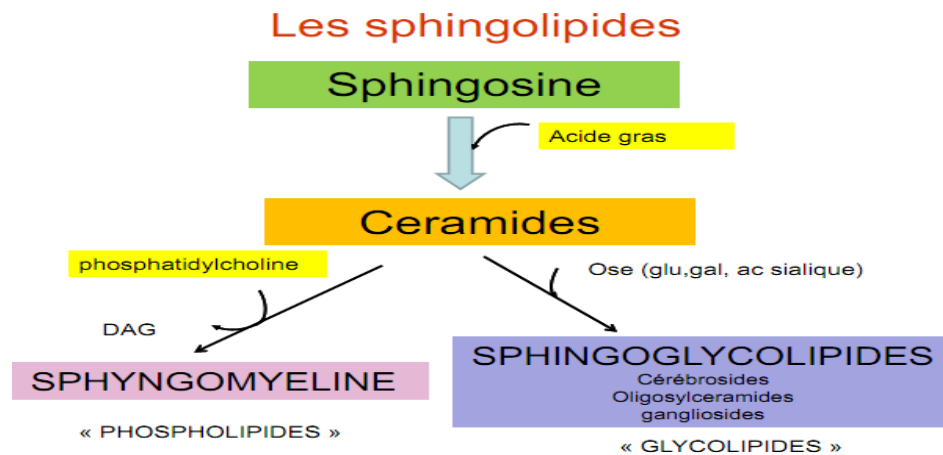 Les sphingolipides
Sphingosine
Acide gras
Ceramides
phosphatidylcholine
Ose (glu,gal, ac sialique)
DAG
SPHYNGOMYELINE
SPHINGOGLYCOLIPIDES
Cérébrosides
Oligosylceramides
gangliosides
« PHOSPHOLIPIDES »
« GLYCOLIPIDES »